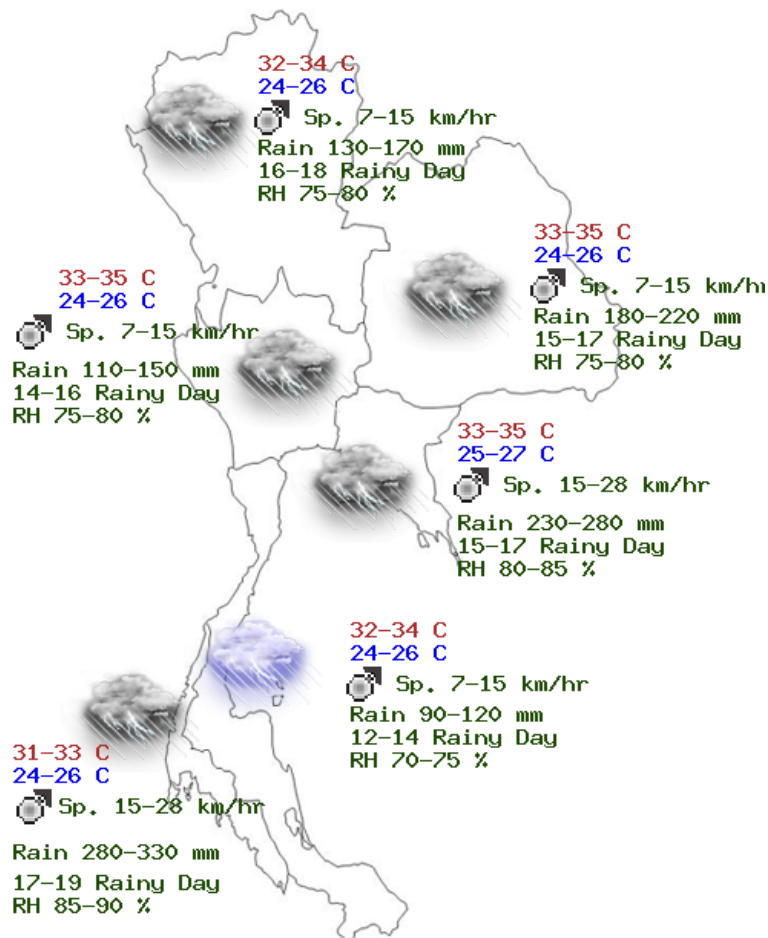 32-34 C
24-26 C
Sp. 7-15 km/hr
Rain 130-170 mm
16-18 Rainy Day
RH 75-80 %
33-35 C
24-26 C
Sp. 7-15 km/hr
Rain 180-220 mm
15-17 Rainy Day
RH 75-80 %
33-35 C
24-26 C
Sp. 7-15 km/hr
Rain 110-150 mm
14-16 Rainy Day
RH 75-80 %
33-35 C
25-27 C
Sp. 15-28 km/hr
Rain 230-280 mm
15-17 Rainy Day
RH 80-85 %
32-34 C
24-26 C
Sp. 7-15 km/hr
Rain 90-120 mm
12-14 Rainy Day
RH 70-75 %
31-33 C
24-26 C
Sp. 15-28 km/hr
Rain 280-330 mm
17-19 Rainy Day
RH 85-90 %